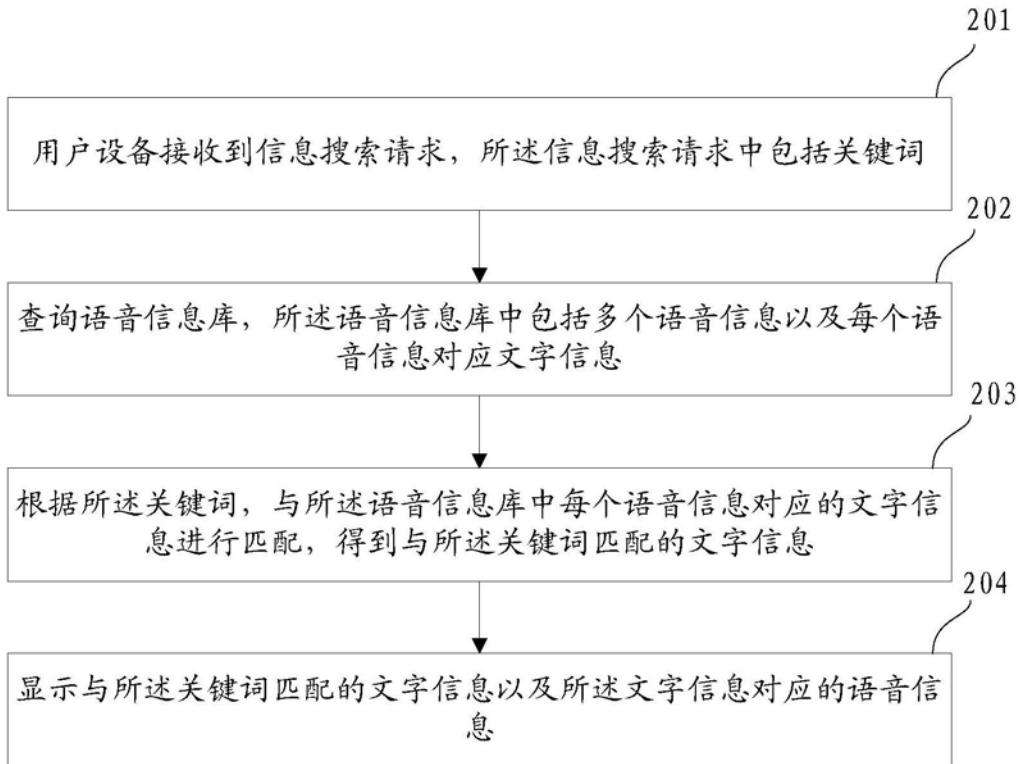 201
用户设备接收到信息搜索请求，所述信息搜索请求中包括关键词
202
查询语音信息库，所述语音信息库中包括多个语音信息以及每个语
音信息对应文字信息
203
根据所述关键词，与所述语音信息库中每个语音信息对应的文字信
息进行匹配，得到与所述关键词匹配的文字信息
204
显示与所述关键词匹配的文字信息以及所述文字信息对应的语音信
息